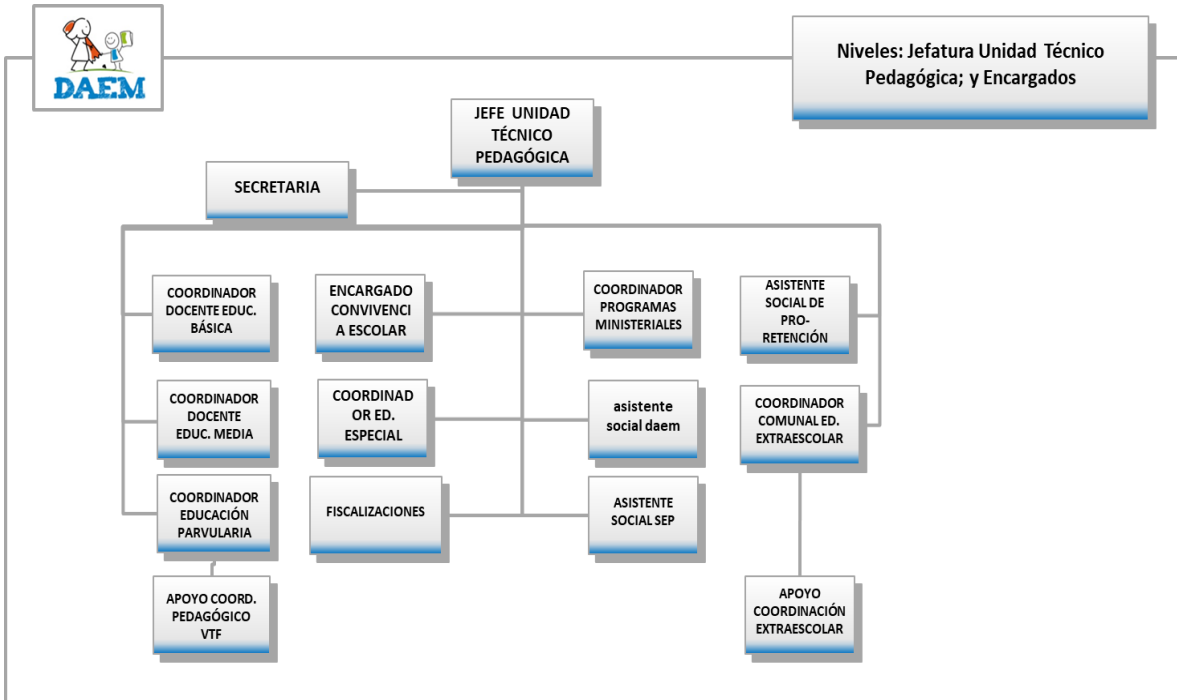 DAEM
Niveles: Jefatura Unidad Técnico
Pedagógica; y Encargados
JEFE UNIDAD
TÉCNICO
PEDAGÓGICA
SECRETARIA
COORDINADOR
DOCENTE EDUC.
BÁSICA
ENCARGADO
CONVIVENCI
A ESCOLAR
COORDINADOR
PROGRAMAS
MINISTERIALES
ASISTENTE
SOCIAL DE
PRO-
RETENCIÓN
COORDINADOR
DOCENTE
EDUC. MEDIA
COORDINAD
OR ED.
ESPECIAL
asistente
social daem
COORDINADOR
COMUNAL ED.
EXTRAESCOLAR
COORDINADOR
EDUCACIÓN
PARVULARIA
FISCALIZACIONES
ASISTENTE
SOCIAL SEP
APOYO COORD.
PEDAGÓGICO
VTF
APOYO
COORDINACIÓN
EXTRAESCOLAR